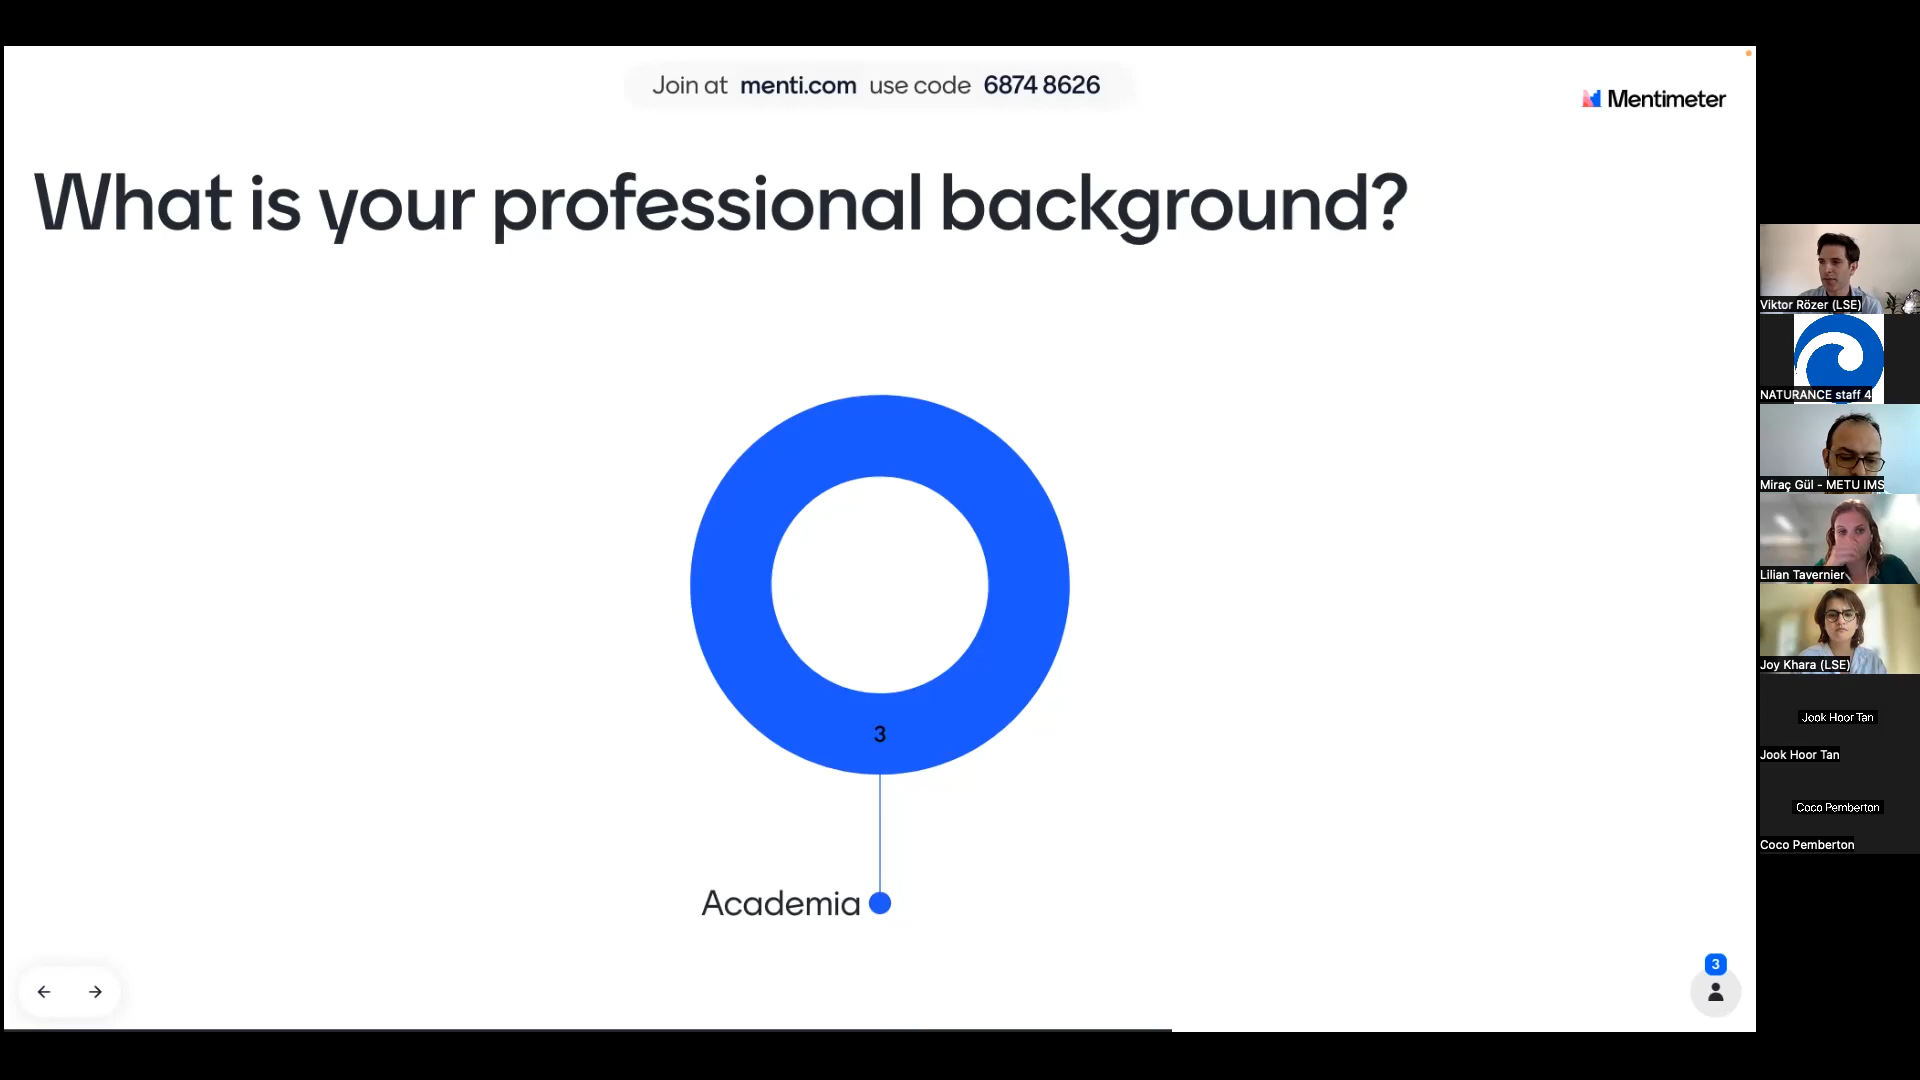 Join at menti.com use code 6874 8626
Mentimeter
What is your professional background?
3
Academia
3
Viktor Rözer (LSE)
NATURANCE staff 4
Miraç Gül - METU IMS
Lilian Tavernier
Joy Khara (LSE)
Jook Hoor Tan
Jook Hoor Tan
Coco Pemberton
Coco Pemberton